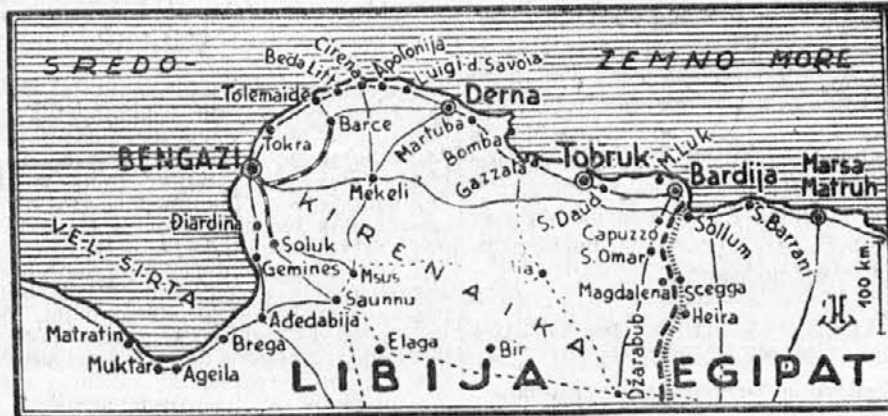 SREDO-
ZEMNO MORE
Cirena
Apolonija
Beda Litt
Luigi d. Savoia
Tolemaide
Derna
Barce
Tokra
Martuba
Bomba
BENGAZI
Mekeli
Gazzala
Tobruk
M. Luk
Bardija
Marsa
Matruh
S. Daud
KIRENAIKA
Điardina
Soluk
Capuzzo
Sollum
S. Barrani
VEL. SIRTA
Gemines
Msus
S. Omar
100 km.
Saunnu
Magdalena
Scegga
Heira
Ađedabija
Matratin
Brega
Elaga
Bir
Džarabub
Muktar
Ageila
LIBIJA
EGIPAT